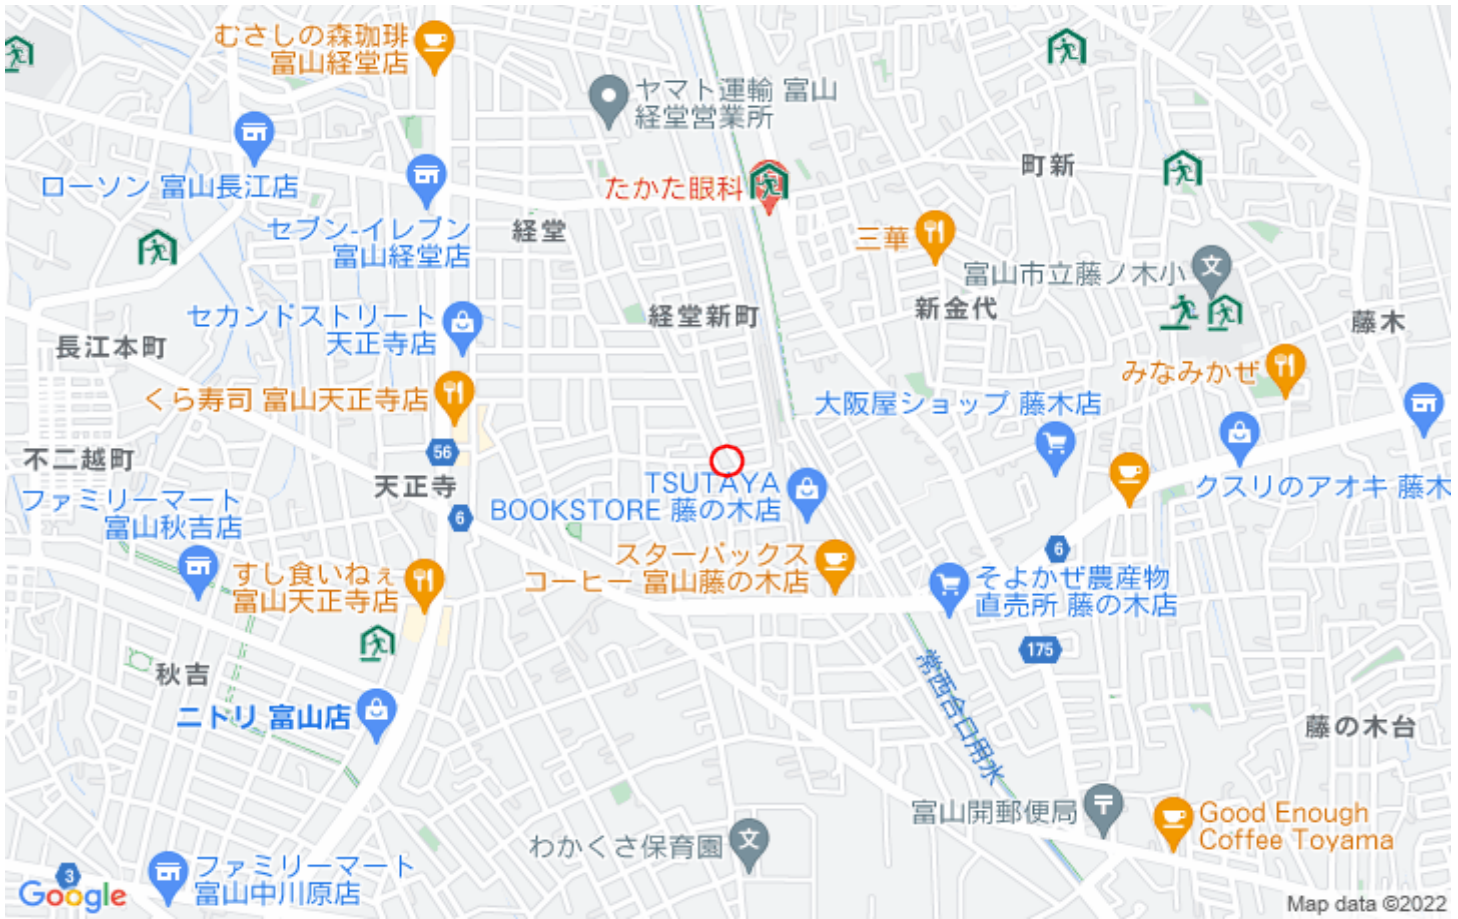 むさしの森珈琲
富山経堂店
ヤマト運輸 富山
経堂営業所
ローソン 富山長江店
たかた眼科
町新
セブン-イレブン
富山経堂店
経堂
三華
富山市立藤ノ木小
セカンドストリート
天正寺店
経堂新町
新金代
藤木
長江本町
くら寿司 富山天正寺店
みなみかぜ
大阪屋ショップ 藤木店
56
不二越町
天正寺
クスリのアオキ 藤木
ファミリーマート
富山秋吉店
TSUTAYA
BOOKSTORE 藤の木店
6
6
スターバックス
コーヒー 富山藤の木店
すし食いねぇ
富山天正寺店
そよかぜ農産物
直売所 藤の木店
175
秋吉
ニトリ 富山店
常西合口用水
藤の木台
富山開郵便局
Good Enough
Coffee Toyama
わかくさ保育園
ファミリーマート
富山中川原店
3
Google
Map data ©2022